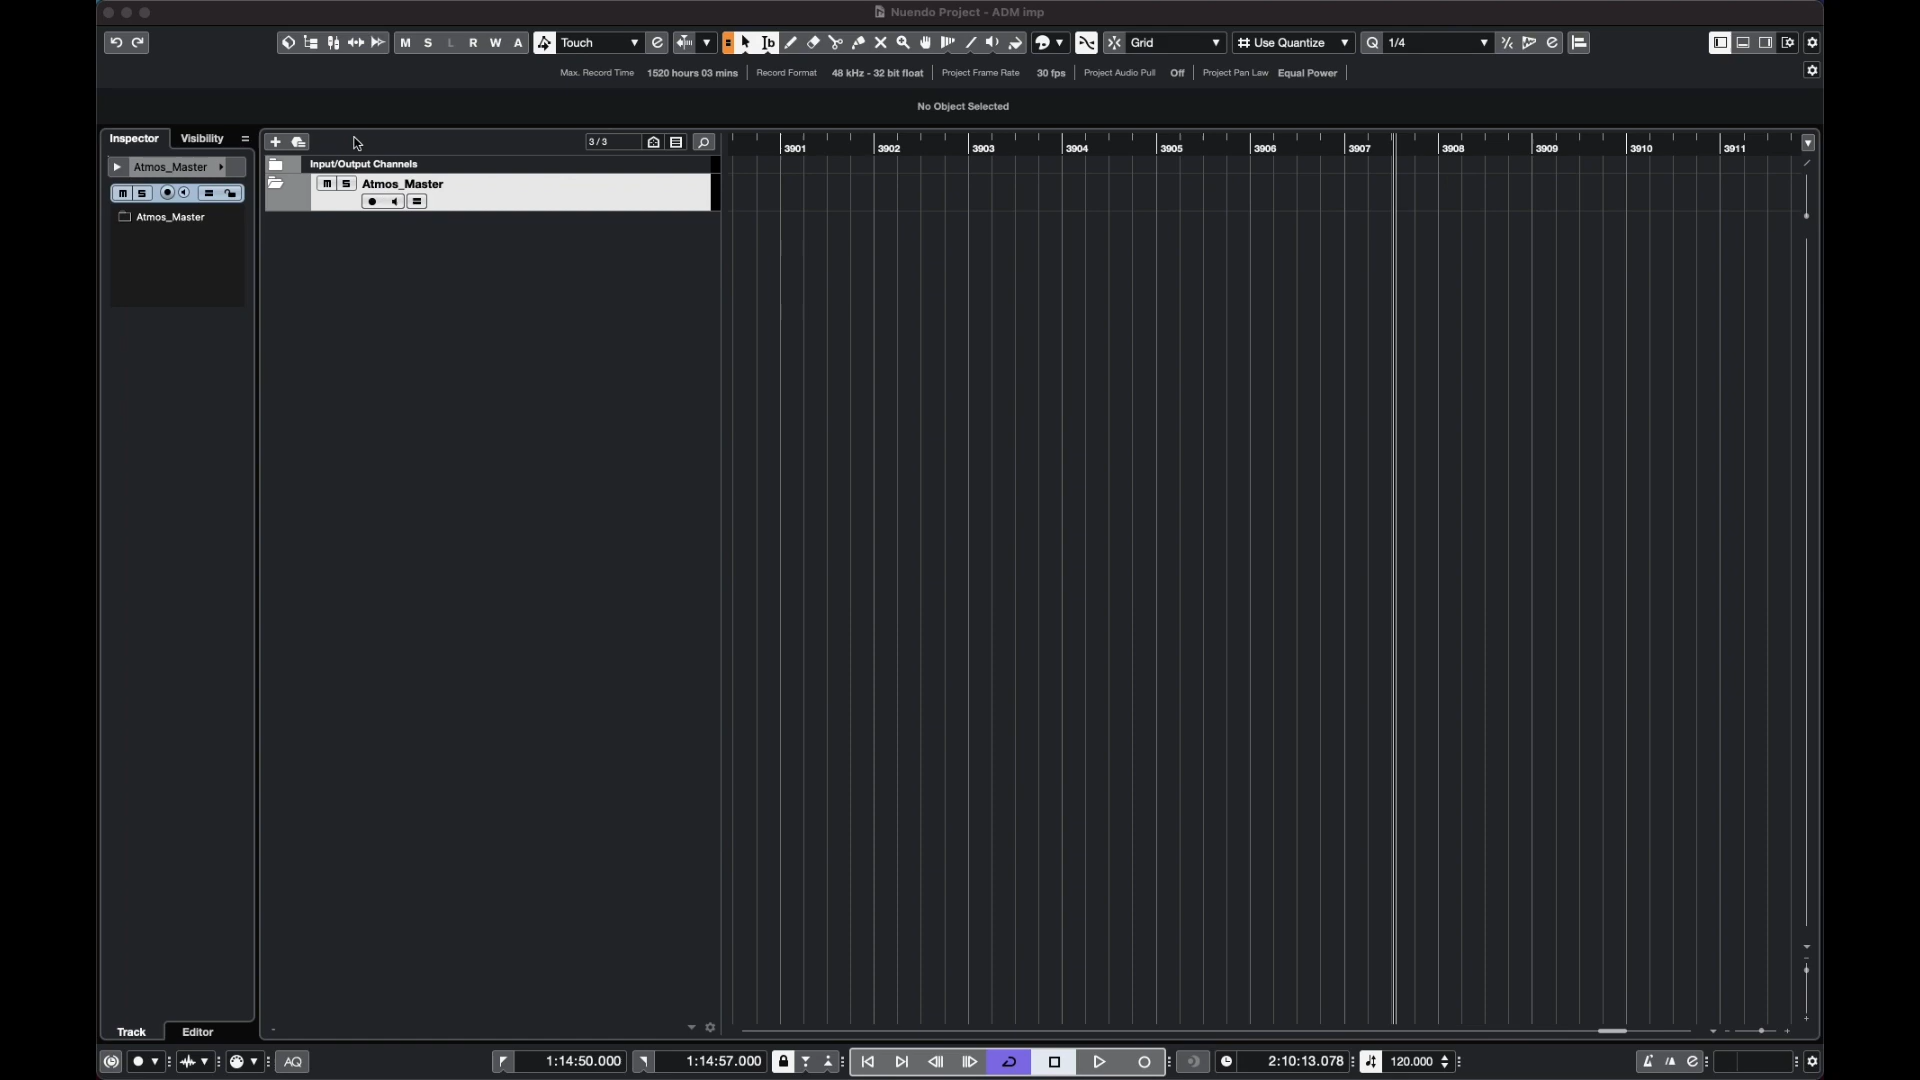 Nuendo Project - ADM imp
M S L R W A Touch Grid Use Quantize Q 1/4
Max. Record Time 1520 hours 03 mins Record Format 48 kHz - 32 bit float Project Frame Rate 30 fps Project Audio Pull Off Project Pan Law Equal Power
No Object Selected
Inspector Visibility
3/3
3901 3902 3903 3904 3905 3906 3907 3908 3909 3910 3911
Input/Output Channels
Atmos_Master
m S Atmos_Master
m S
Atmos_Master
Track Editor
AQ 1:14:50.000 1:14:57.000 2:10:13.078 120.000